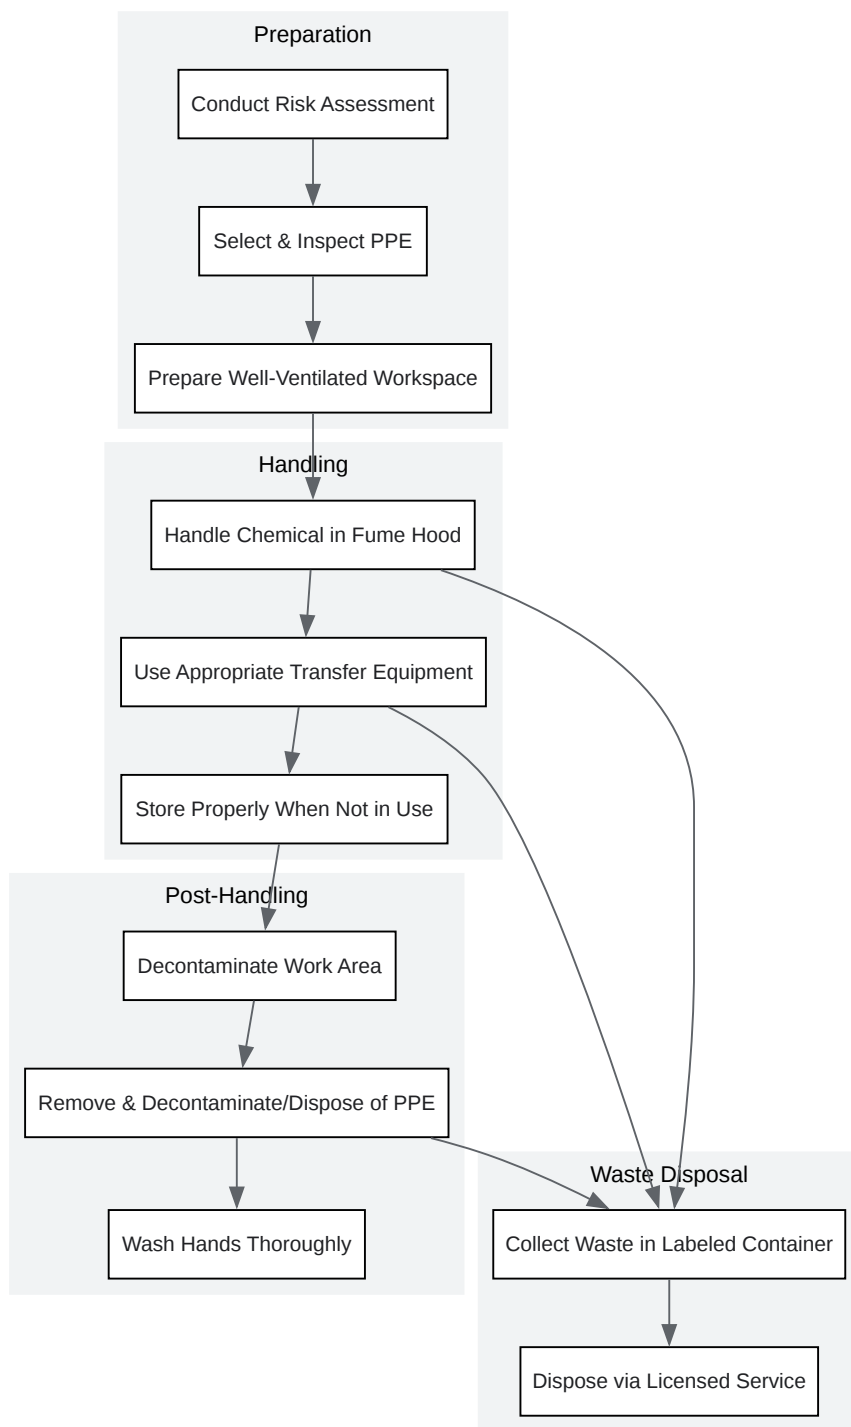 Preparation
Conduct Risk Assessment
Select & Inspect PPE
Prepare Well-Ventilated Workspace
Handling
Handle Chemical in Fume Hood
Use Appropriate Transfer Equipment
Store Properly When Not in Use
Post-Handling
Decontaminate Work Area
Remove & Decontaminate/Dispose of PPE
Wash Hands Thoroughly
Waste Disposal
Collect Waste in Labeled Container
Dispose via Licensed Service